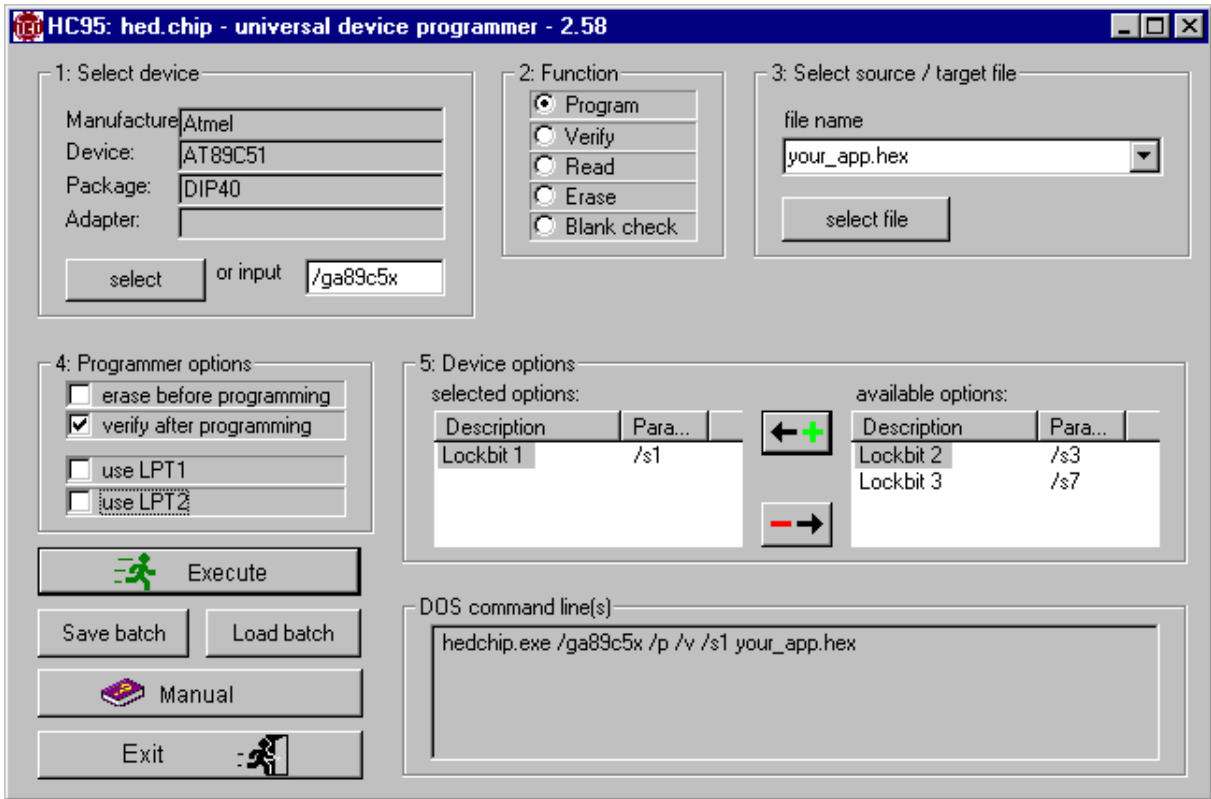 HC95: hed.chip - universal device programmer - 2.58
1: Select device
Manufacture Atmel
Device: AT89C51
Package: DIP40
Adapter:
select or input /ga89c5x
2: Function
Program
Verify
Read
Erase
Blank check
3: Select source / target file
file name
your_app.hex
select file
4: Programmer options
erase before programming
verify after programming
use LPT1
use LPT2
5: Device options
selected options:
Description Para...
Lockbit 1 /s1
available options:
Description Para...
Lockbit 2 /s3
Lockbit 3 /s7
Execute
Save batch Load batch
Manual
Exit
DOS command line(s)
hedchip.exe /ga89c5x /p /v /s1 your_app.hex